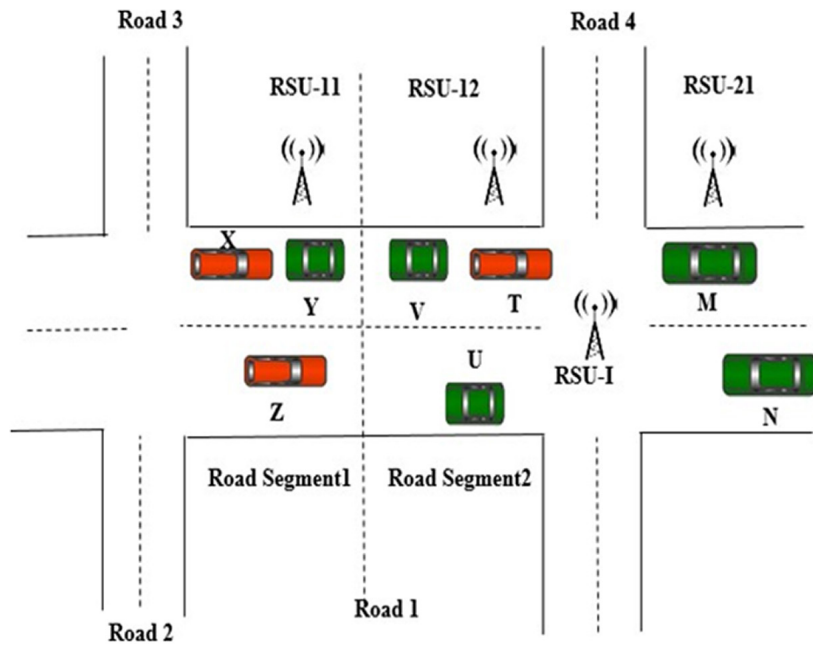 Road 3
Road 4
RSU-11
RSU-12
RSU-21
X
Y
V
T
M
U
Z
RSU-I
N
Road Segment1
Road Segment2
Road 1
Road 2